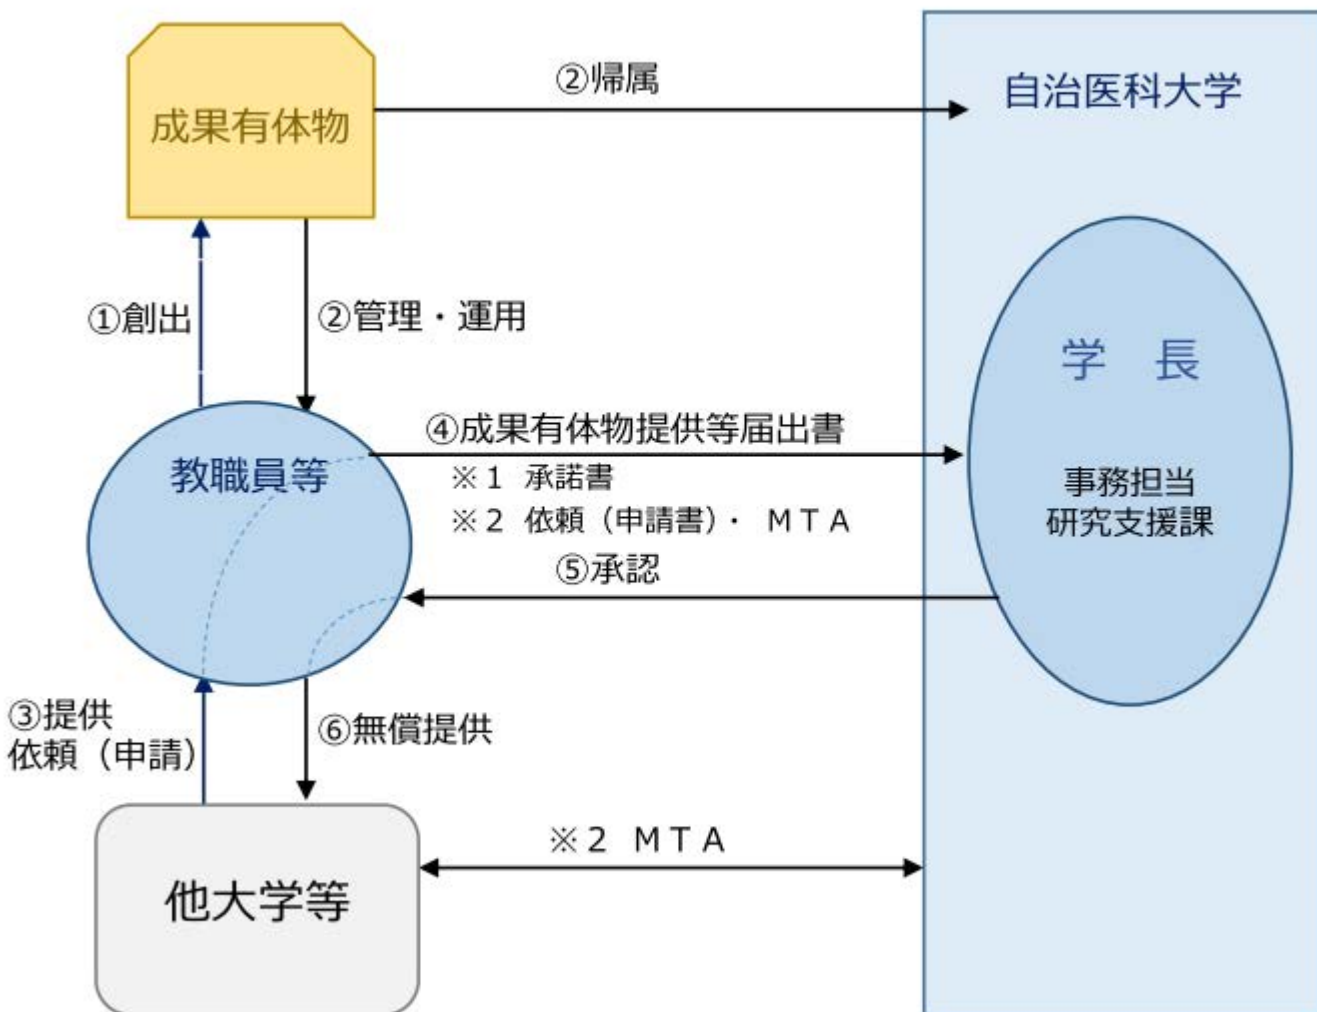 ②帰属
自治医科大学
成果有体物
①創出
②管理・運用
学　長
④成果有体物提供等届出書
教職員等
※１ 承諾書
事務担当
※２ 依頼（申請書）・ ＭＴＡ
研究支援課
⑤承認
③提供
依頼（申請）
⑥無償提供
※２ ＭＴＡ
他大学等